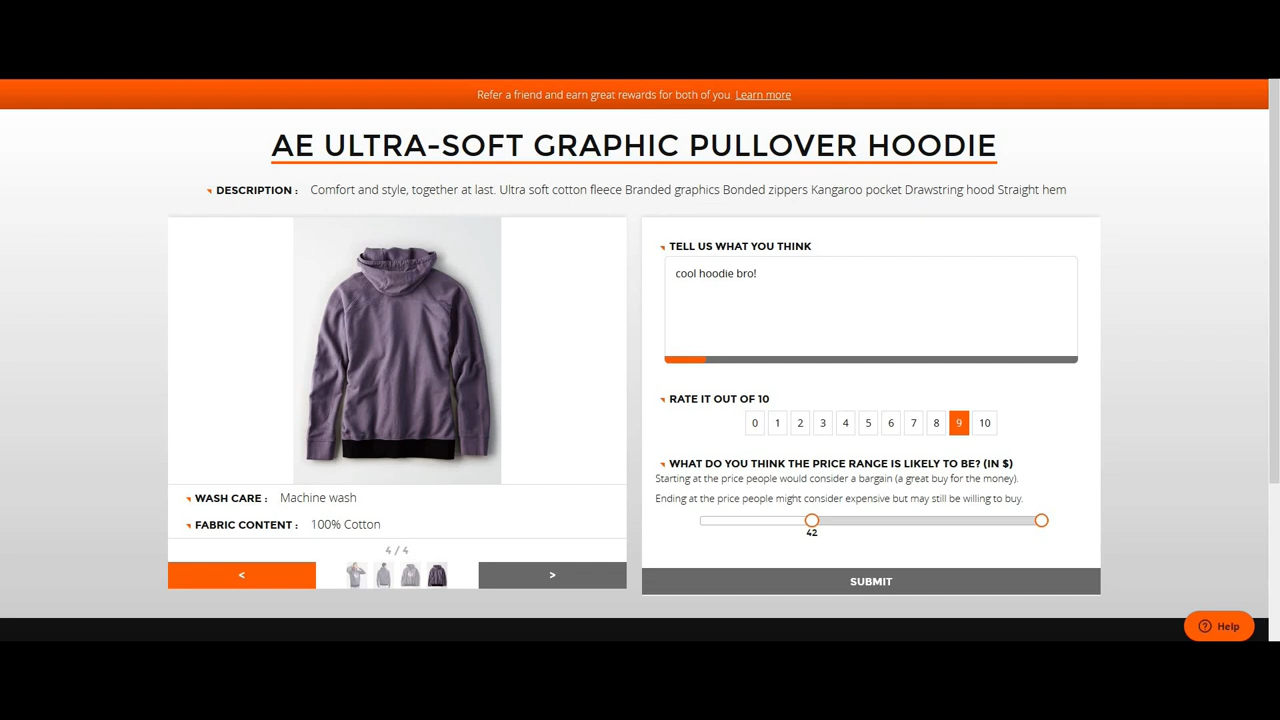 Refer a friend and earn great rewards for both of you. Learn more
AE ULTRA-SOFT GRAPHIC PULLOVER HOODIE
DESCRIPTION : Comfort and style, together at last. Ultra soft cotton fleece Branded graphics Bonded zippers Kangaroo pocket Drawstring hood Straight hem
WASH CARE : Machine wash
FABRIC CONTENT : 100% Cotton
4 / 4
< >
TELL US WHAT YOU THINK
cool hoodie bro!
RATE IT OUT OF 10
0 1 2 3 4 5 6 7 8 9 10
WHAT DO YOU THINK THE PRICE RANGE IS LIKELY TO BE? (IN $)
Starting at the price people would consider a bargain (a great buy for the money).
Ending at the price people might consider expensive but may still be willing to buy.
42
SUBMIT
Help